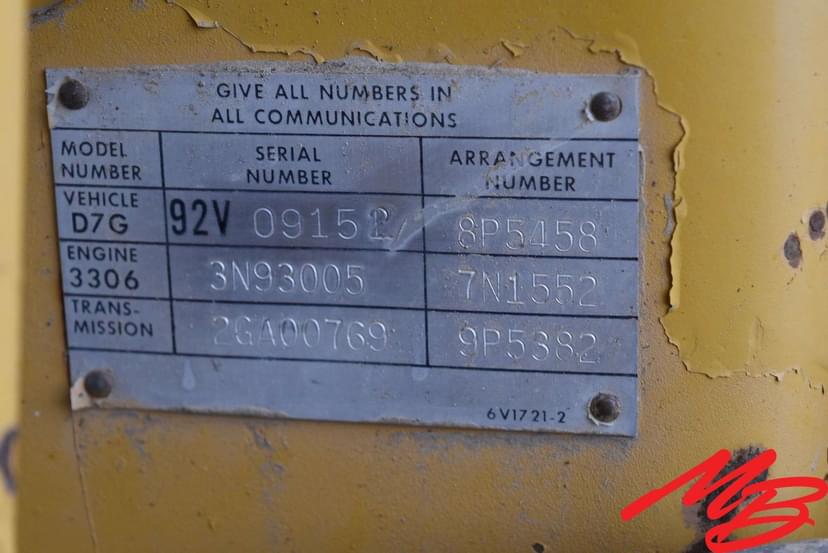 GIVE ALL NUMBERS IN
ALL COMMUNICATIONS
MODEL NUMBER SERIAL NUMBER ARRANGEMENT NUMBER
VEHICLE D7G 92V 8P5458
ENGINE 3306 3N93005 7N1552
TRANS-MISSION 2GA00769 9P5382
6V1721-2
MB